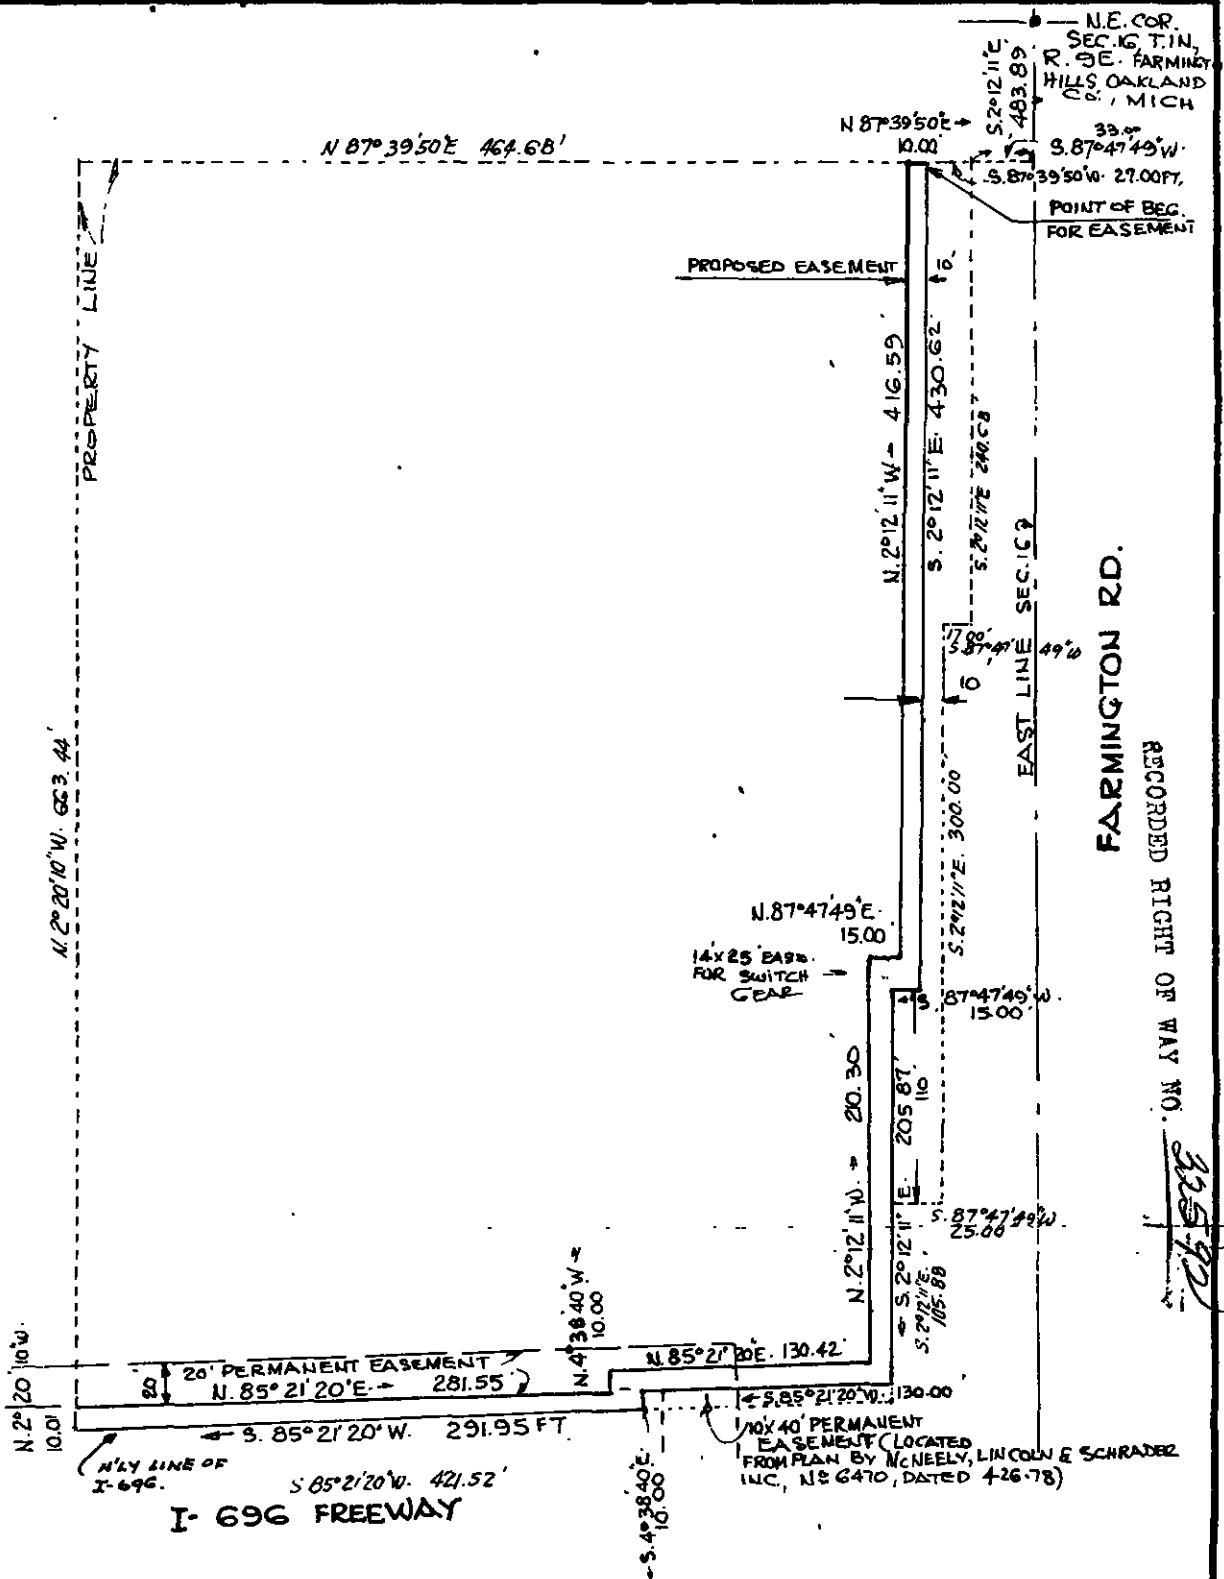 N.E. COR.
SEC.16, T.1N,
R. 9E. FARMING
HILLS OAKLAND
CO., MICH
S.2°12'11"E.
483.89
33.00
S.87°47'49"W.
N 87°39'50"E
10.00'
S.87°39'50"W. 27.00FT,
POINT OF BEG.
FOR EASEMENT
N 87°39'50"E 464.68'
PROPERTY LINE
PROPOSED EASEMENT
10'
N.2°12'11"W 416.59'
S. 2°12'11"E. 430.62'
S.2°12'11"E 240.68
EAST LINE SEC.16
FARMINGTON RD.
17.00'
S.87°47'49"W
10'
N.2°20'10"W. 663.44'
S.2°12'11"E. 300.00
RECORDED RIGHT OF WAY NO. 32590
N.87°47'49"E.
15.00'
14'x25' EASE.
FOR SWITCH
GEAR
S 87°47'49"W.
15.00'
N.2°12'11"W. 210.30
S. 2°12'11"E. 205.87'
110
S.87°47'49"W
25.00'
S.2°12'11"E.
105.88
N.4°38'40"W
10.00
N.85°21'20"E. 130.42'
20' PERMANENT EASEMENT
20
N.85°21'20"E. 281.55'
N.2°20'10"W.
10.01
S.85°21'20"W. 130.00
S. 85°21'20"W. 291.95 FT.
10'x40' PERMANENT
EASEMENT (LOCATED
FROM PLAN BY McNEELY, LINCOLN & SCHRADER
INC., No 6470, DATED 4-26-78)
N'LY LINE OF
I-696.
S 85°21'20"W. 421.52'
S.4°38'40"E.
10.00
I-696 FREEWAY